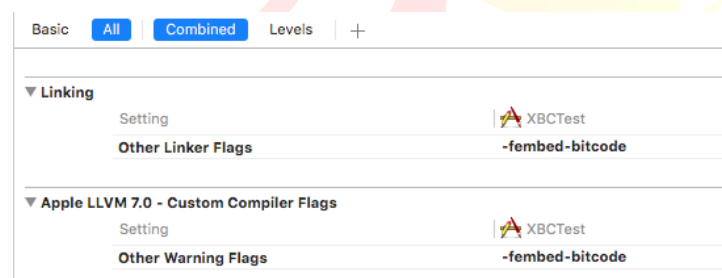 Basic All Combined Levels +
Linking
Setting XBCTest
Other Linker Flags -fembed-bitcode
Apple LLVM 7.0 - Custom Compiler Flags
Setting XBCTest
Other Warning Flags -fembed-bitcode